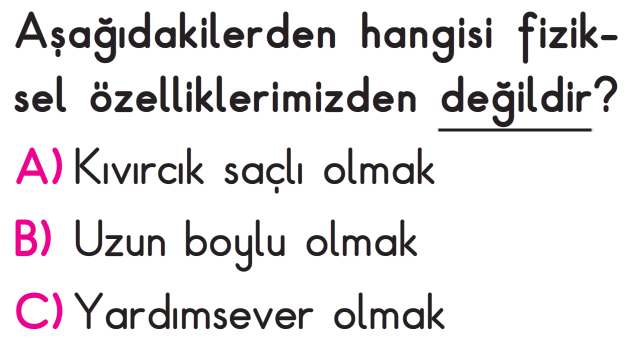 Aşağıdakilerden hangisi fizik-
sel özelliklerimizden değildir?
A) Kıvırcık saçlı olmak
B) Uzun boylu olmak
C) Yardımsever olmak